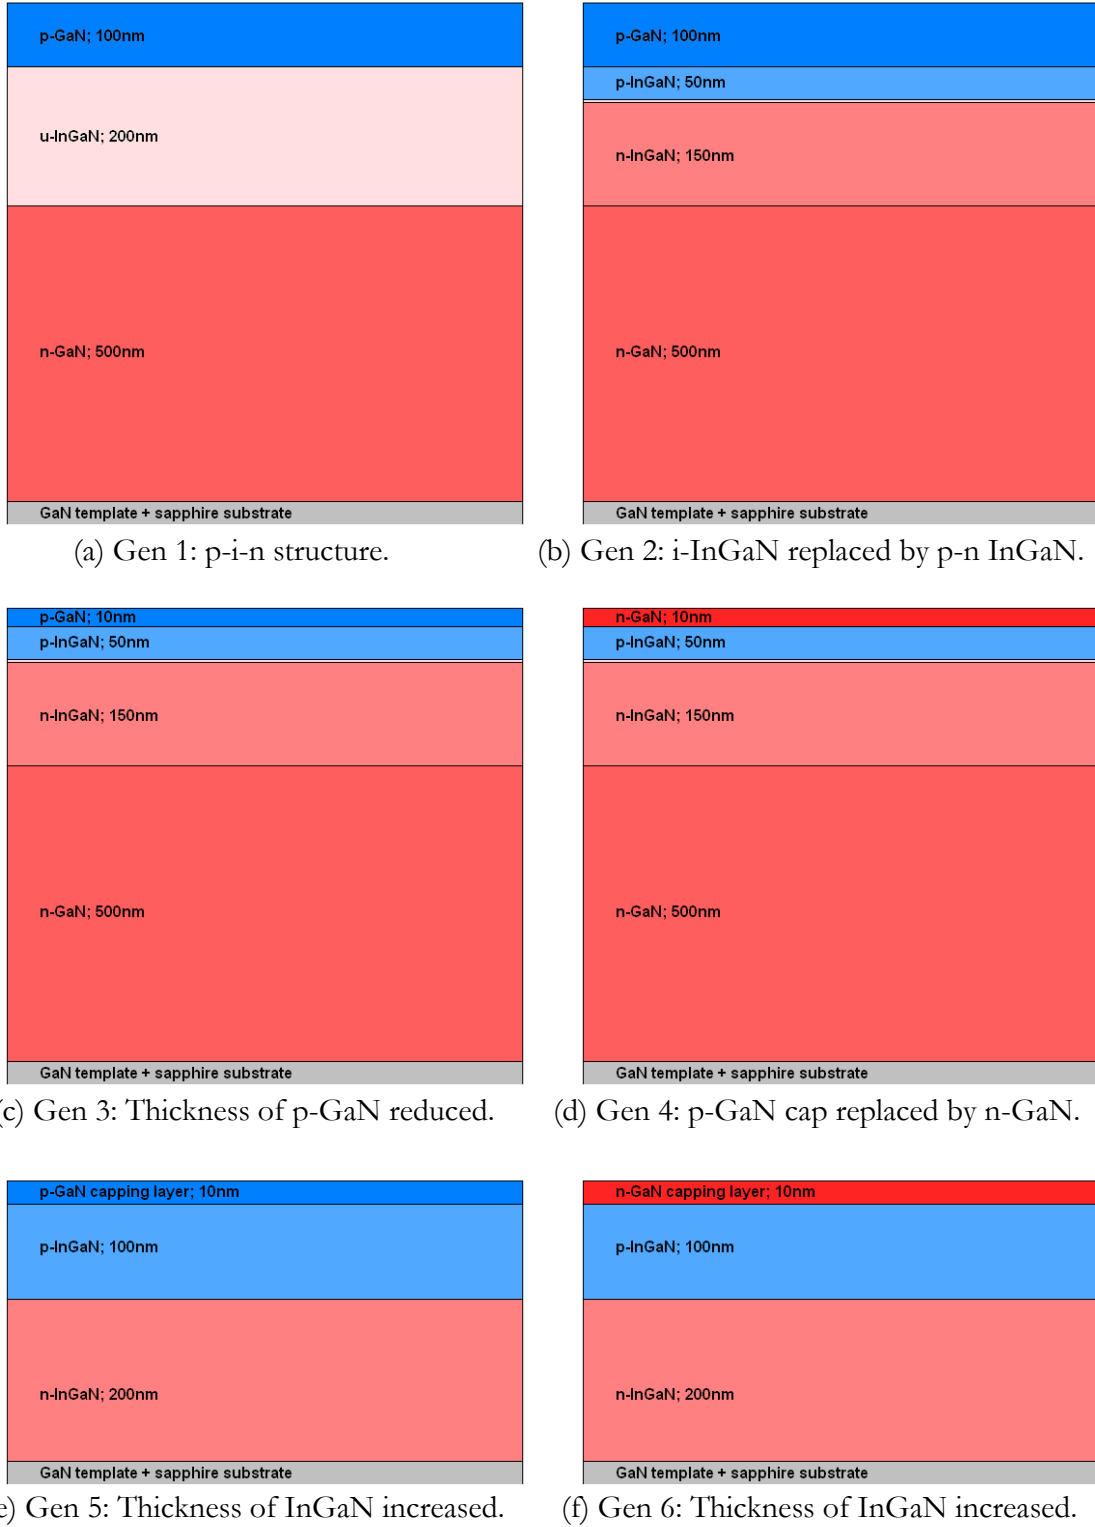 p-GaN; 100nm
u-InGaN; 200nm
n-GaN; 500nm
GaN template + sapphire substrate
(a) Gen 1: p-i-n structure.
p-GaN; 100nm
p-InGaN; 50nm
n-InGaN; 150nm
n-GaN; 500nm
GaN template + sapphire substrate
(b) Gen 2: i-InGaN replaced by p-n InGaN.
p-GaN; 10nm
p-InGaN; 50nm
n-InGaN; 150nm
n-GaN; 500nm
GaN template + sapphire substrate
c) Gen 3: Thickness of p-GaN reduced.
n-GaN; 10nm
p-InGaN; 50nm
n-InGaN; 150nm
n-GaN; 500nm
GaN template + sapphire substrate
(d) Gen 4: p-GaN cap replaced by n-GaN.
p-GaN capping layer; 10nm
p-InGaN; 100nm
n-InGaN; 200nm
GaN template + sapphire substrate
e) Gen 5: Thickness of InGaN increased.
n-GaN capping layer; 10nm
p-InGaN; 100nm
n-InGaN; 200nm
GaN template + sapphire substrate
(f) Gen 6: Thickness of InGaN increased.